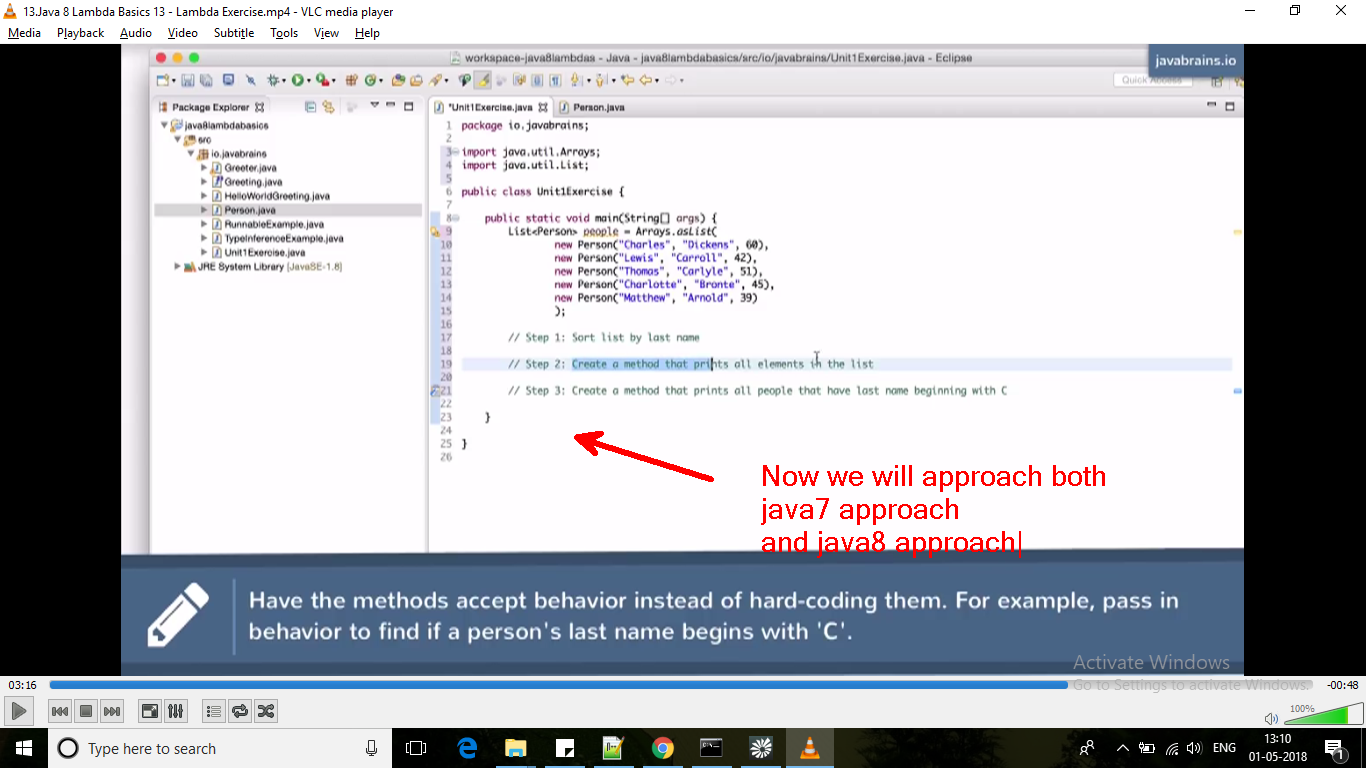 13.Java 8 Lambda Basics 13 - Lambda Exercise.mp4 - VLC media player
Media Playback Audio Video Subtitle Tools View Help
workspace-java8lambdas - Java - java8lambdabasics/src/io/javabrains/Unit1Exercise.java - Eclipse
javabrains.io
Quick Access
Package Explorer
java8lambdabasics
src
io.javabrains
Greeter.java
Greeting.java
HelloWorldGreeting.java
Person.java
RunnableExample.java
TypeInferenceExample.java
Unit1Exercise.java
JRE System Library [JavaSE-1.8]
*Unit1Exercise.java Person.java
1 package io.javabrains;
2
3 import java.util.Arrays;
4 import java.util.List;
5
6 public class Unit1Exercise {
7
8 public static void main(String[] args) {
9 List<Person> people = Arrays.asList(
10 new Person("Charles", "Dickens", 60),
11 new Person("Lewis", "Carroll", 42),
12 new Person("Thomas", "Carlyle", 51),
13 new Person("Charlotte", "Bronte", 45),
14 new Person("Matthew", "Arnold", 39)
15 );
16
17 // Step 1: Sort list by last name
18
19 // Step 2: Create a method that prints all elements in the list
20
21 // Step 3: Create a method that prints all people that have last name beginning with C
22
23 }
24
25 }
26
Now we will approach both
java7 approach
and java8 approach
Have the methods accept behavior instead of hard-coding them. For example, pass in
behavior to find if a person's last name begins with 'C'.
Activate Windows
Go to Settings to activate Windows.
03:16 -00:48
100%
Type here to search
ENG
13:10
01-05-2018
1